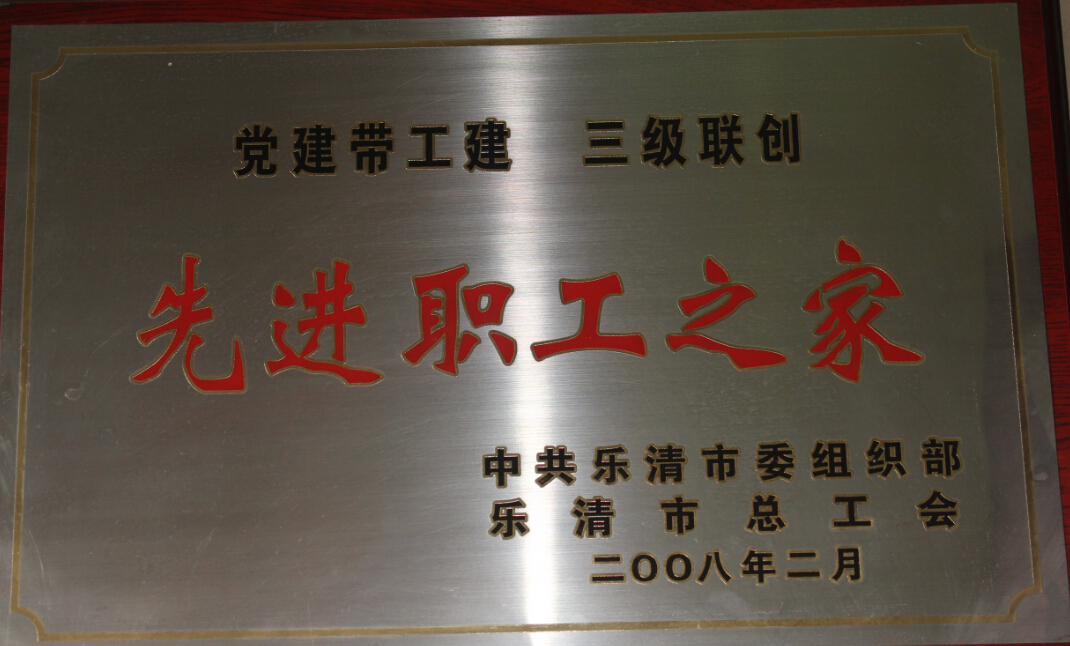 党建带工建 三级联创
先进职工之家
中共乐清市委组织部
乐清市总工会
二OO八年二月